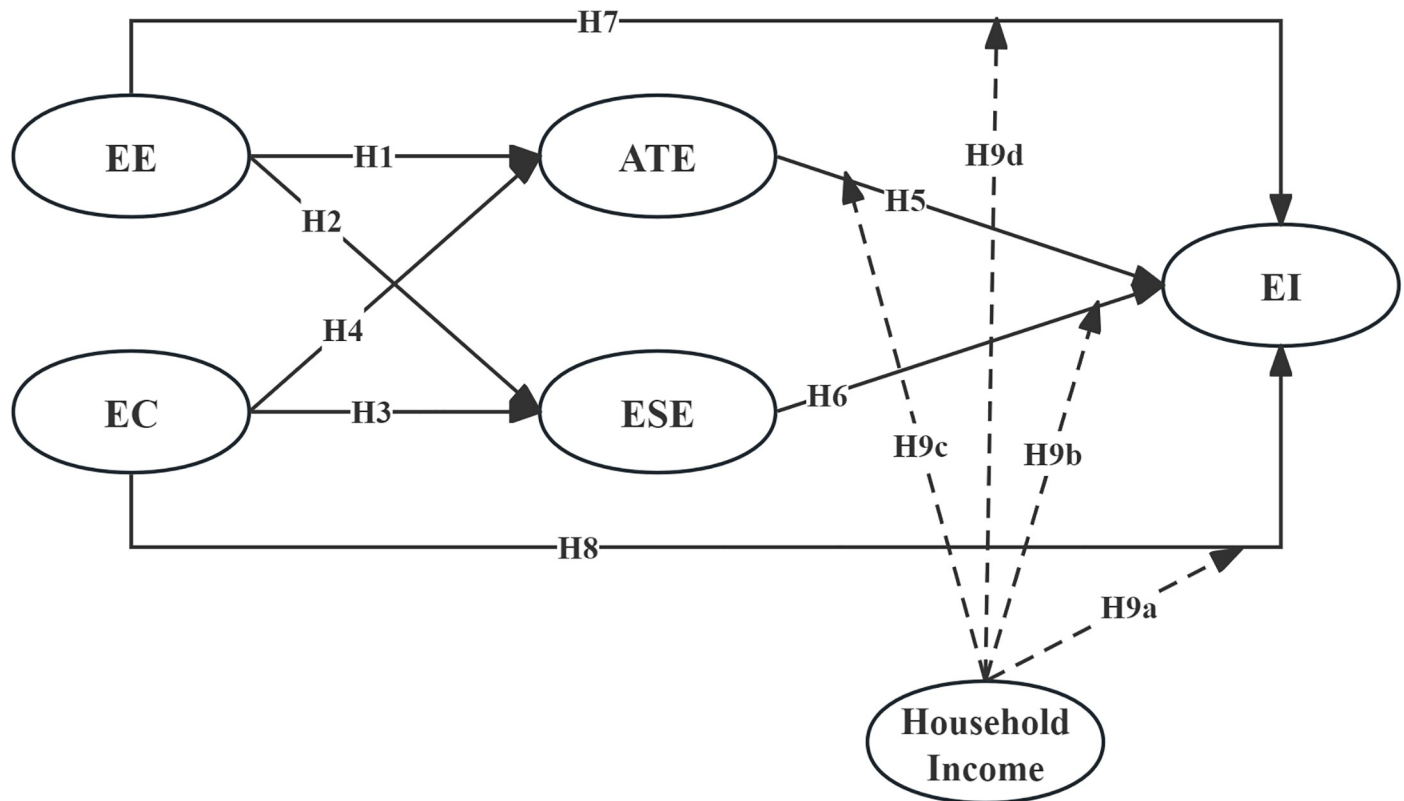 H7
EE
H1
ATE
H9d
H2
H5
EI
H4
EC
H3
ESE
H6
H9c
H9b
H8
H9a
Household
Income